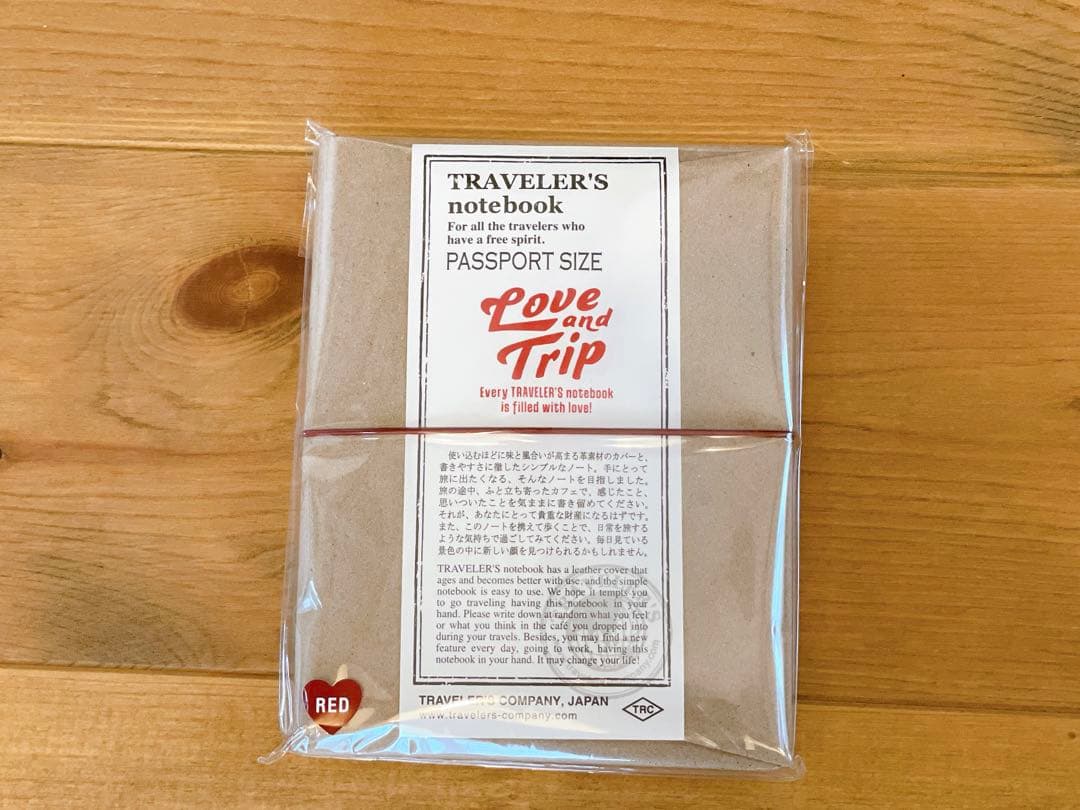 TRAVELER'S
notebook
For all the travelers who
have a free spirit.
PASSPORT SIZE
Love
and
Trip
Every TRAVELER'S notebook
is filled with love!
使い込むほどに味と風合いが高まる革素材のカバーと、
書きやすさに徹したシンプルなノート。手にとって
旅に出たくなる、そんなノートを目指しました。
旅の途中、ふと立ち寄ったカフェで、感じたこと、
思いついたことを気ままに書き留めてください。
それが、あなたにとって貴重な財産になるはずです。
また、このノートを携えて歩くことで、日常を旅する
ような気持ちで過ごしてみてください。毎日見ている
景色の中に新しい顔を見つけられるかもしれません。
TRAVELER'S notebook has a leather cover that
ages and becomes better with use, and the simple
notebook is easy to use. We hope it tempts you
to go traveling having this notebook in your
hand. Please write down at random what you feel
or what you think in the café you dropped into
during your travels. Besides, you may find a new
feature every day, going to work, having this
notebook in your hand. It may change your life!
RED
TRAVELER'S COMPANY, JAPAN
www.travelers-company.com
TRC